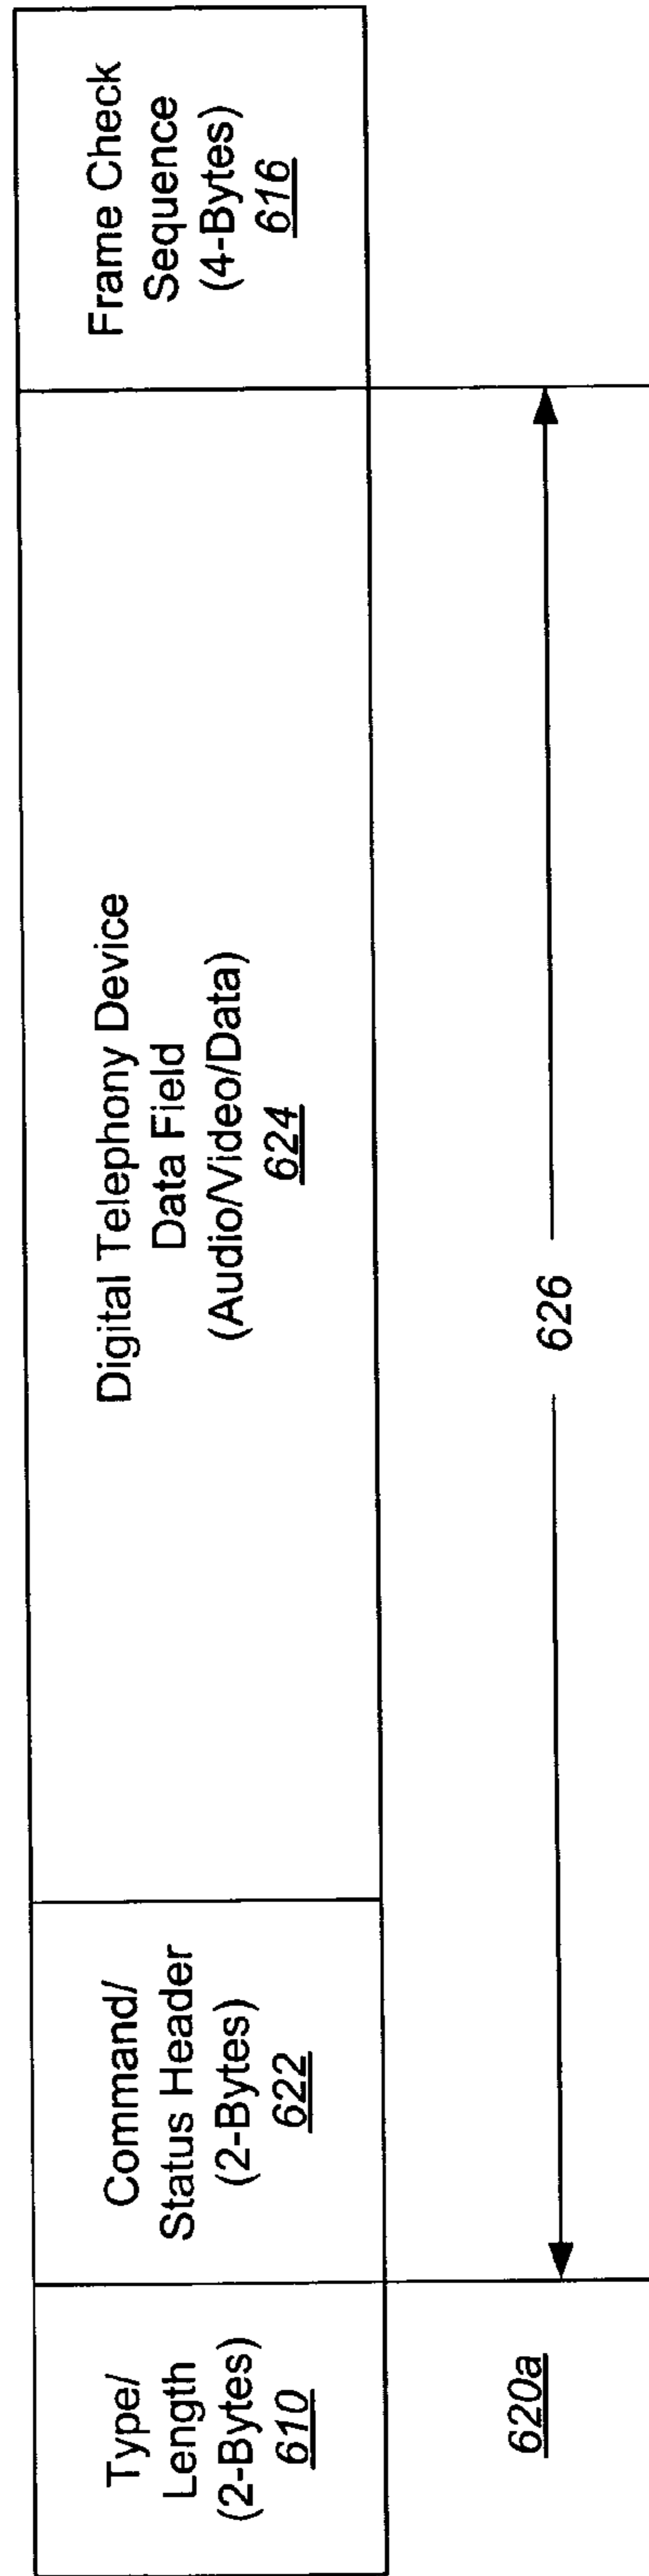 Type/
Length
(2-Bytes)
610
Command/
Status Header
(2-Bytes)
622
Digital Telephony Device
Data Field
(Audio/Video/Data)
624
Frame Check
Sequence
(4-Bytes)
616
620a
626